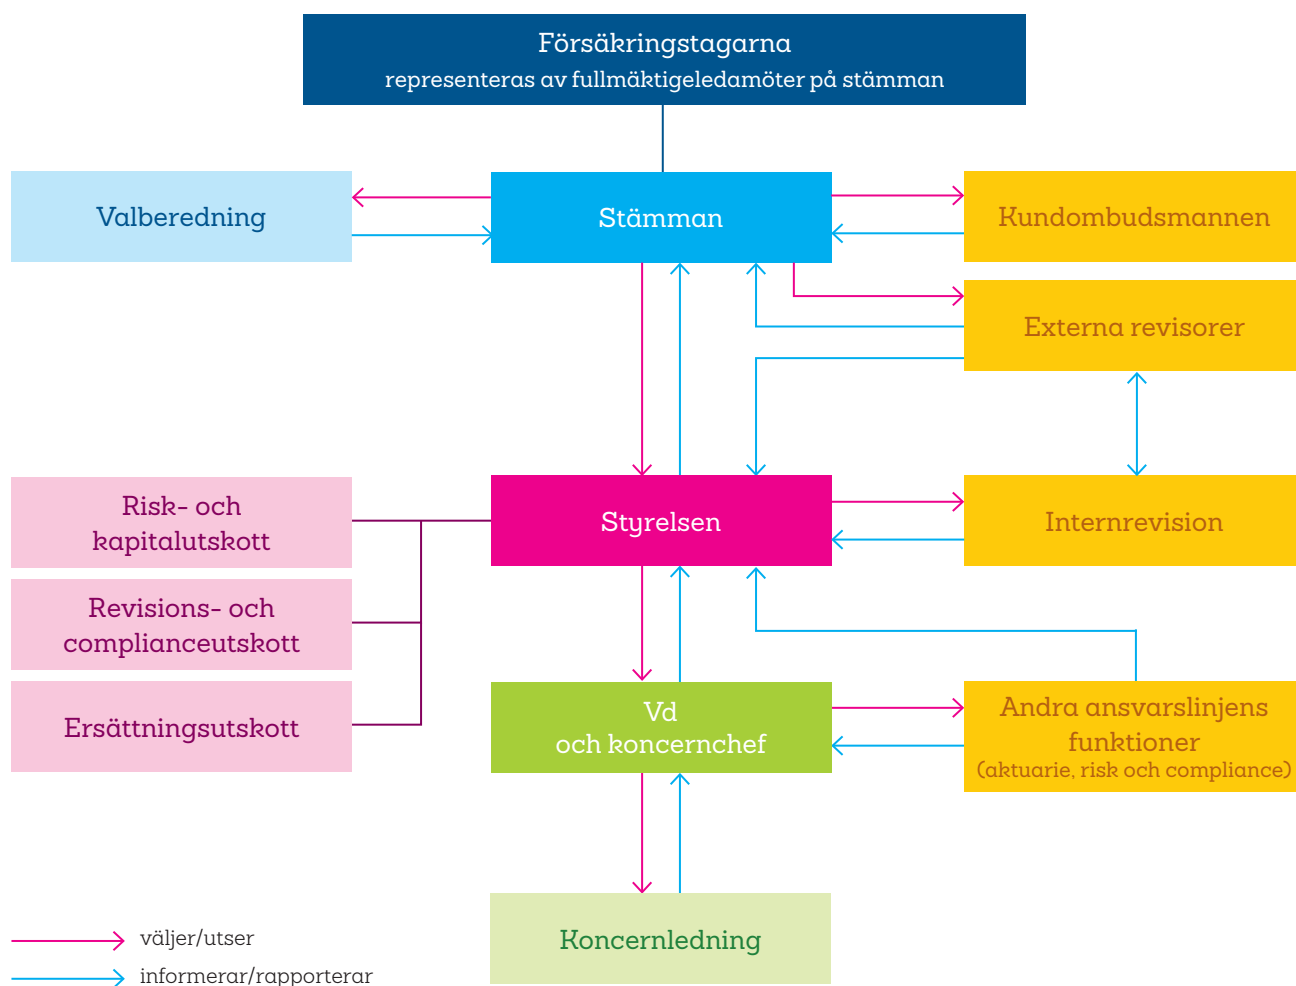 Försäkringstagarna
representeras av fullmäktigeledamöter på stämman
Valberedning
Stämman
Kundombudsmannen
Externa revisorer
Risk- och
kapitalutskott
Styrelsen
Internrevision
Revisions- och
complianceutskott
Ersättningsutskott
Vd
och koncernchef
Andra ansvarslinjens
funktioner
(aktuarie, risk och compliance)
Koncernledning
väljer/utser
informerar/rapporterar